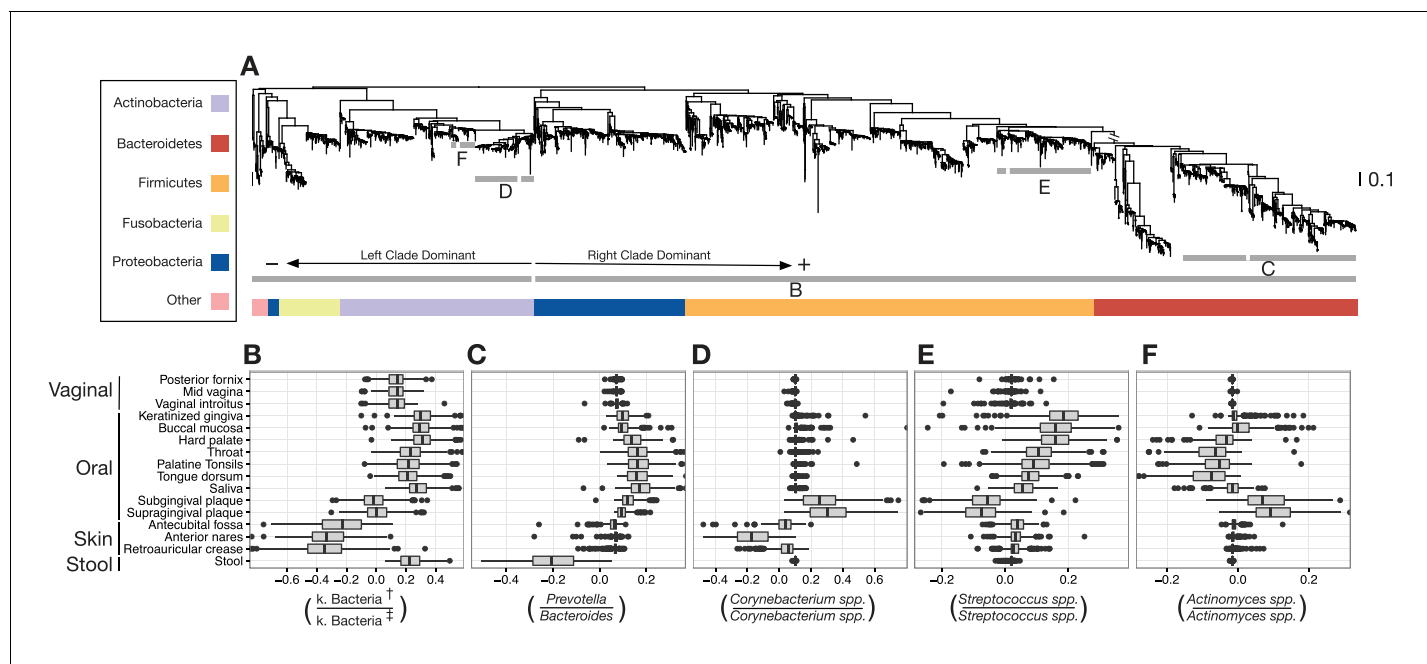 A
Actinobacteria
Bacteroidetes
Firmicutes
Fusobacteria
Proteobacteria
Other
F
D
E
C
0.1
− Left Clade Dominant Right Clade Dominant +
B
B C D E F
Vaginal
Oral
Skin
Stool
Posterior fornix
Mid vagina
Vaginal introitus
Keratinized gingiva
Buccal mucosa
Hard palate
Throat
Palatine Tonsils
Tongue dorsum
Saliva
Subgingival plaque
Supragingival plaque
Antecubital fossa
Anterior nares
Retroauricular crease
Stool
−0.6 −0.4 −0.2 0.0 0.2 0.4
−0.4 −0.2 0.0 0.2
−0.4 −0.2 0.0 0.2 0.4 0.6
−0.2 0.0 0.2
−0.2 0.0 0.2
( k. Bacteria † / k. Bacteria ‡ )
( Prevotella / Bacteroides )
( Corynebacterium spp. / Corynebacterium spp. )
( Streptococcus spp. / Streptococcus spp. )
( Actinomyces spp. / Actinomyces spp. )